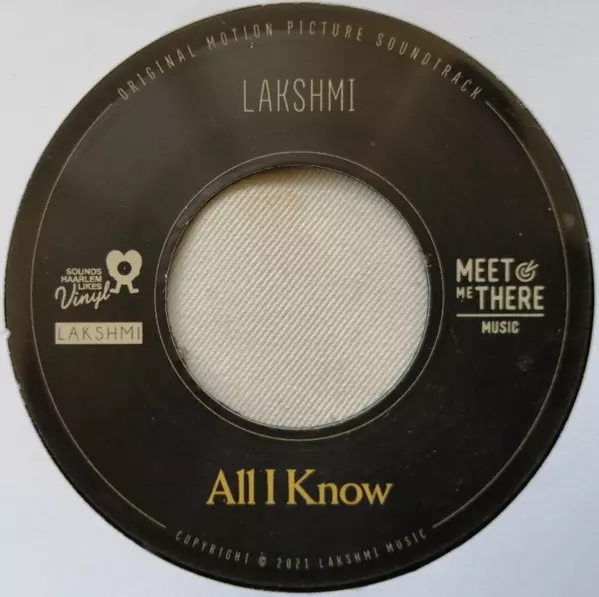 ORIGINAL MOTION PICTURE SOUNDTRACK
LAKSHMI
SOUNDS
HAARLEM
LIKES
Vinyl
LAKSHMI
MEET
ME THERE
MUSIC
All I Know
COPYRIGHT © 2021 LAKSHMI MUSIC